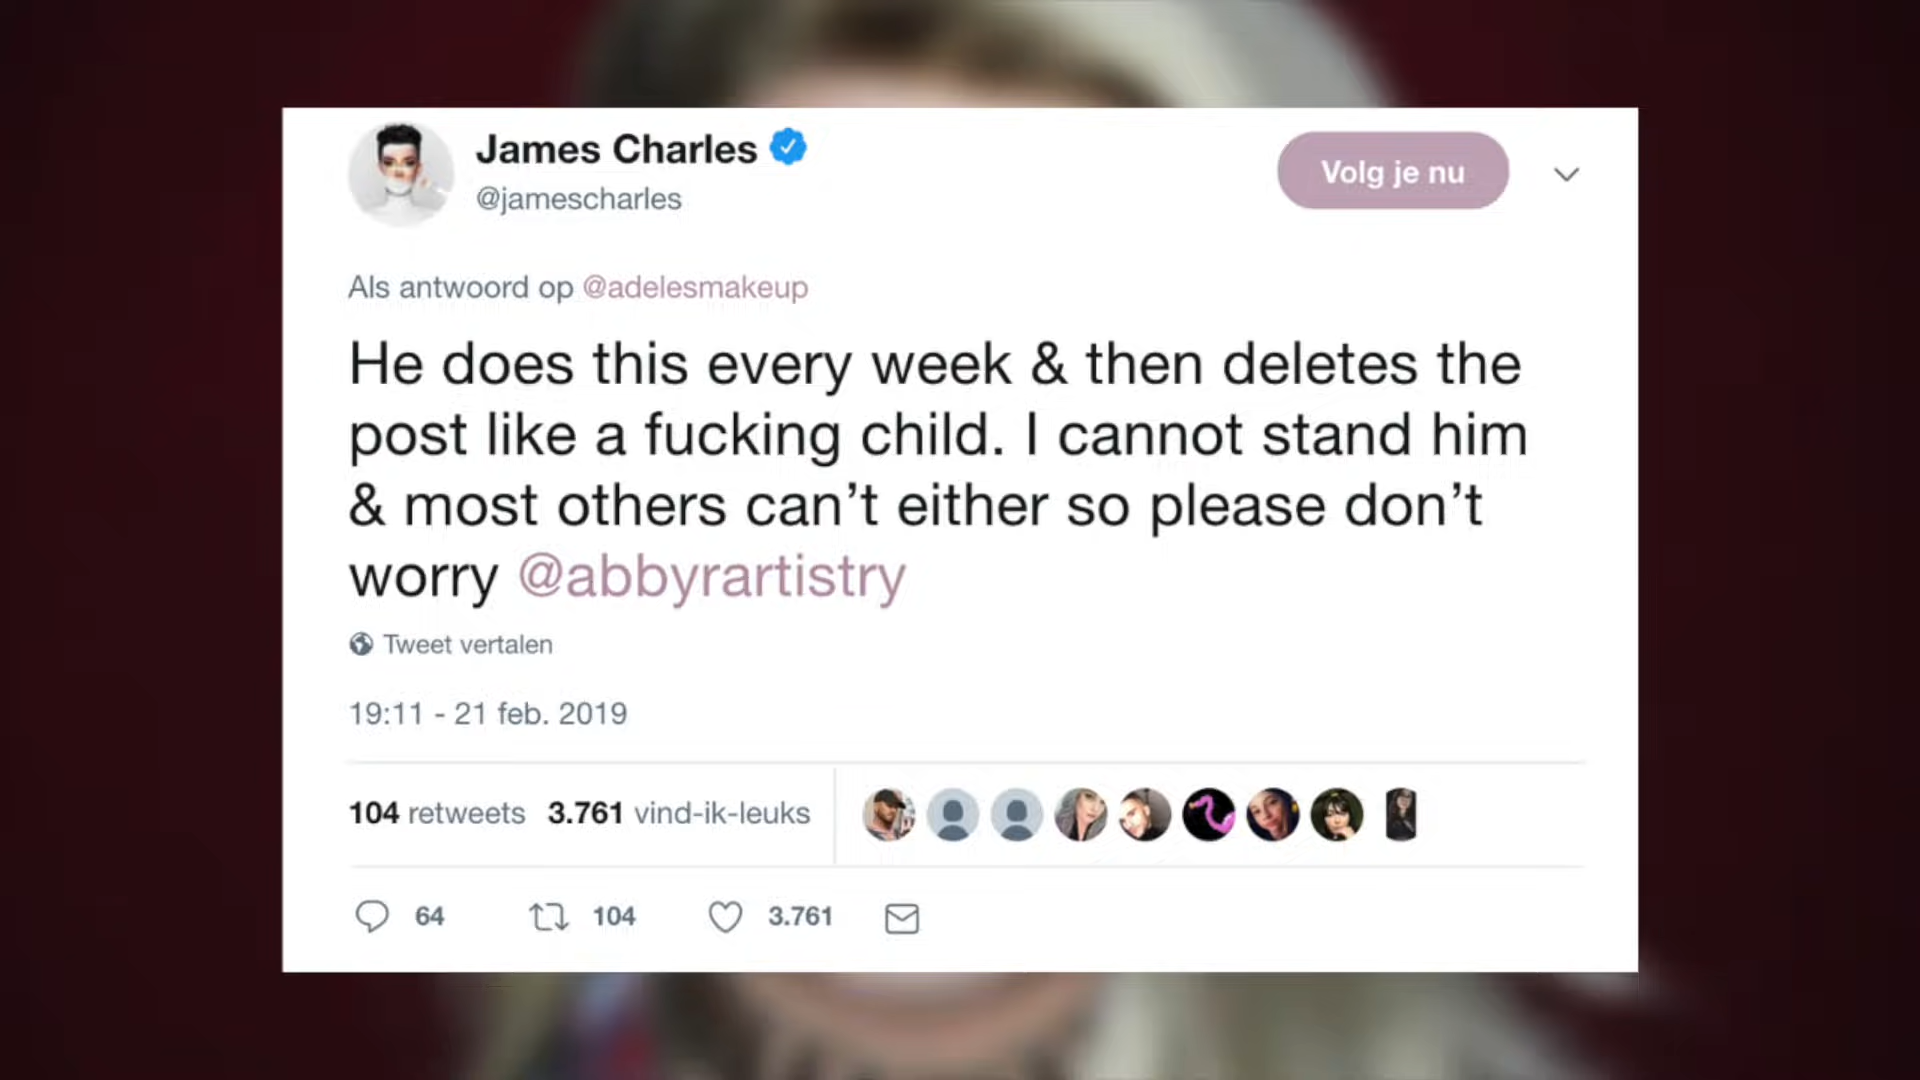 James Charles
@jamescharles
Volg je nu
Als antwoord op @adelesmakeup
He does this every week & then deletes the
post like a fucking child. I cannot stand him
& most others can’t either so please don’t
worry @abbyrartistry
Tweet vertalen
19:11 - 21 feb. 2019
104 retweets 3.761 vind-ik-leuks
64 104 3.761